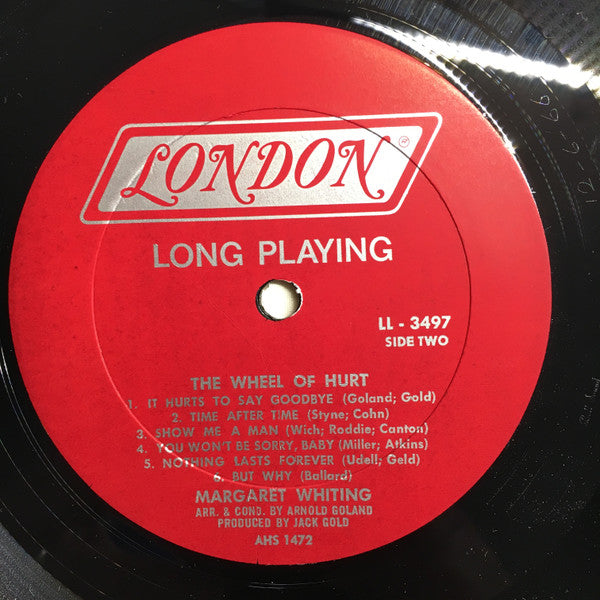 LONDON®
LONG PLAYING
LL - 3497
SIDE TWO
THE WHEEL OF HURT
1. IT HURTS TO SAY GOODBYE (Goland; Gold)
2. TIME AFTER TIME (Styne; Cohn)
3. SHOW ME A MAN (Wich; Roddie; Canton)
4. YOU WON'T BE SORRY, BABY (Miller; Atkins)
5. NOTHING LASTS FOREVER (Udell; Geld)
6. BUT WHY (Ballard)
MARGARET WHITING
ARR. & COND. BY ARNOLD GOLAND
PRODUCED BY JACK GOLD
AHS 1472